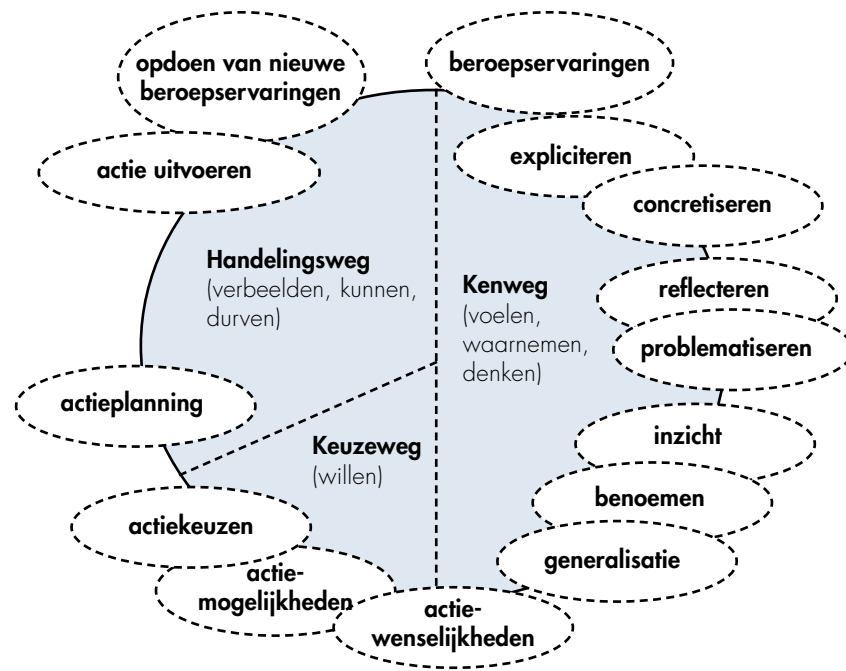 opdoen van nieuwe
beroepservaringen
beroepservaringen
actie uitvoeren
expliciteren
concretiseren
Handelingsweg
(verbeelden, kunnen,
durven)
Kenweg
(voelen,
waarnemen,
denken)
reflecteren
problematiseren
actieplanning
Keuzeweg
(willen)
inzicht
benoemen
actiekeuzen
generalisatie
actie-
mogelijkheden
actie-
wenselijkheden